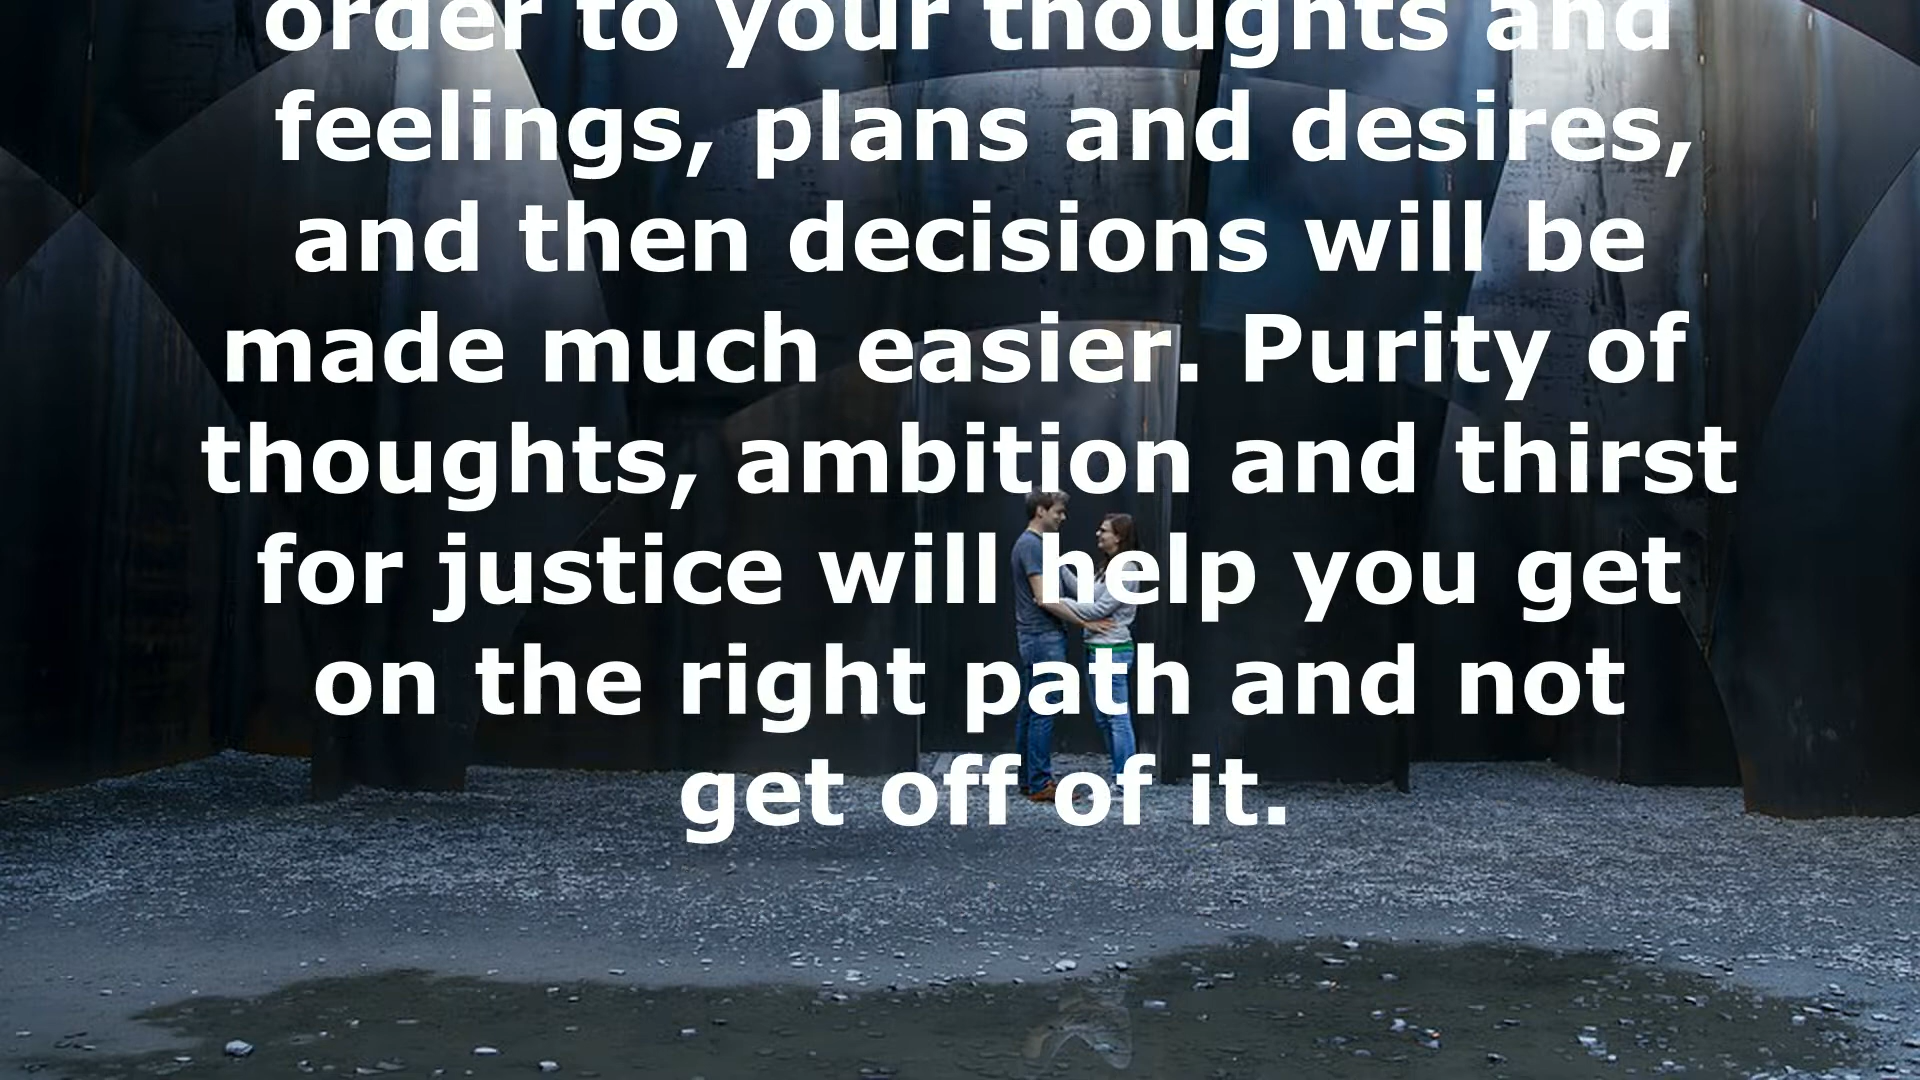 order to your thoughts and
feelings, plans and desires,
and then decisions will be
made much easier. Purity of
thoughts, ambition and thirst
for justice will help you get
on the right path and not
get off of it.